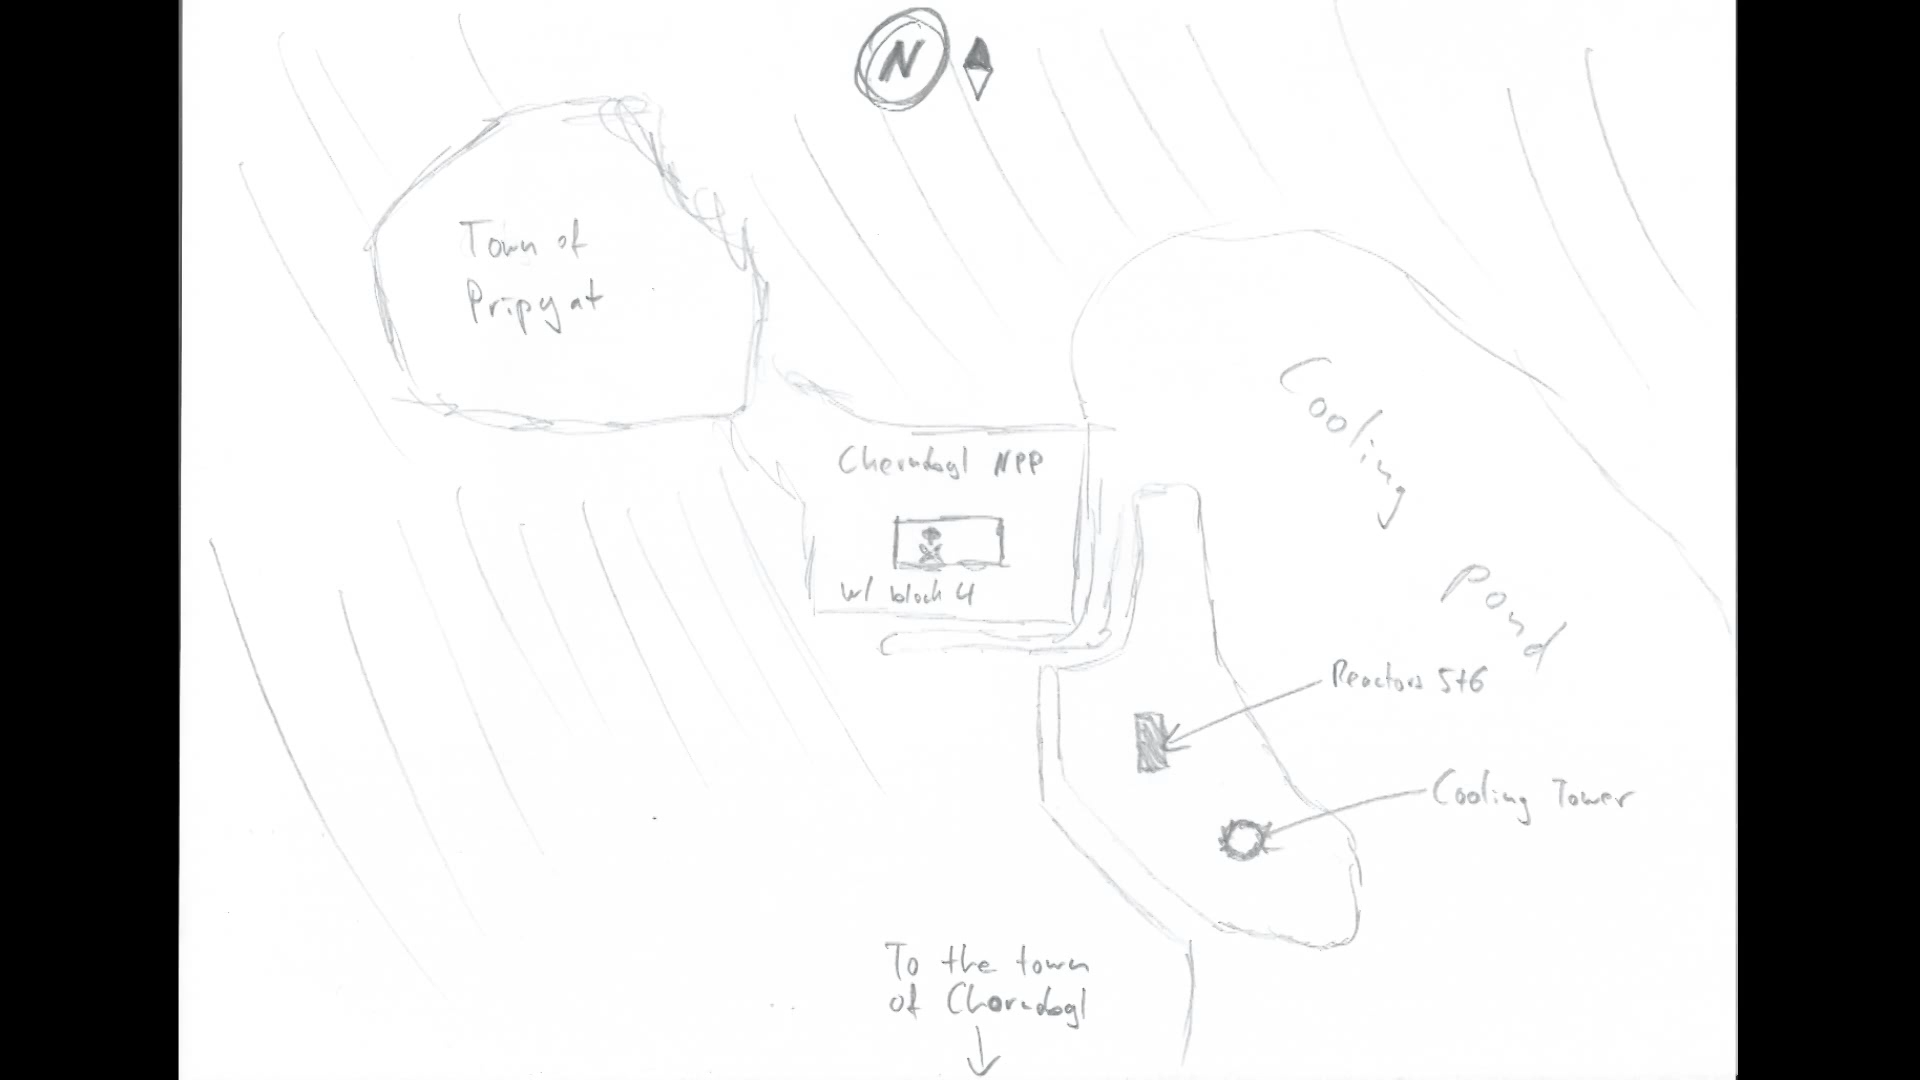 N
Town of
Pripyat
Cooling
Pond
Chernobyl NPP
w/ block 4
Reactors 5+6
Cooling Tower
To the town
of Chernobyl